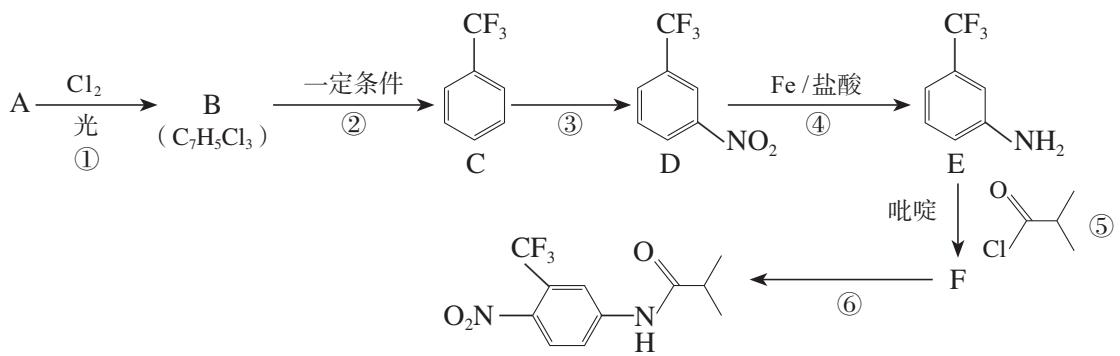 CF₃ CF₃ CF₃
A Cl₂ 光 ① B (C₇H₅Cl₃) 一定条件 ② C ③ NO₂ D Fe/盐酸 ④ NH₂ E
吡啶 O Cl ⑤
CF₃ O O₂N N H ⑥ F